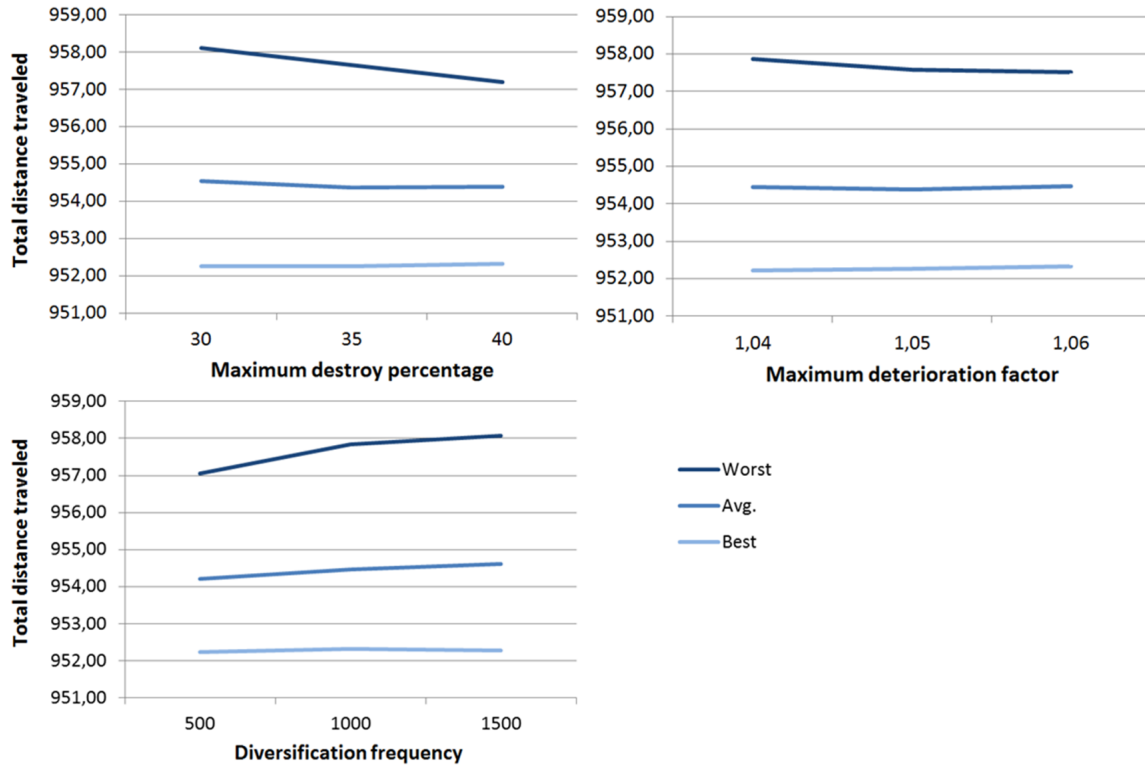 Total distance traveled
959,00
958,00
957,00
956,00
955,00
954,00
953,00
952,00
951,00
30 35 40
Maximum destroy percentage
959,00
958,00
957,00
956,00
955,00
954,00
953,00
952,00
951,00
1,04 1,05 1,06
Maximum deterioration factor
Total distance traveled
959,00
958,00
957,00
956,00
955,00
954,00
953,00
952,00
951,00
500 1000 1500
Diversification frequency
Worst
Avg.
Best